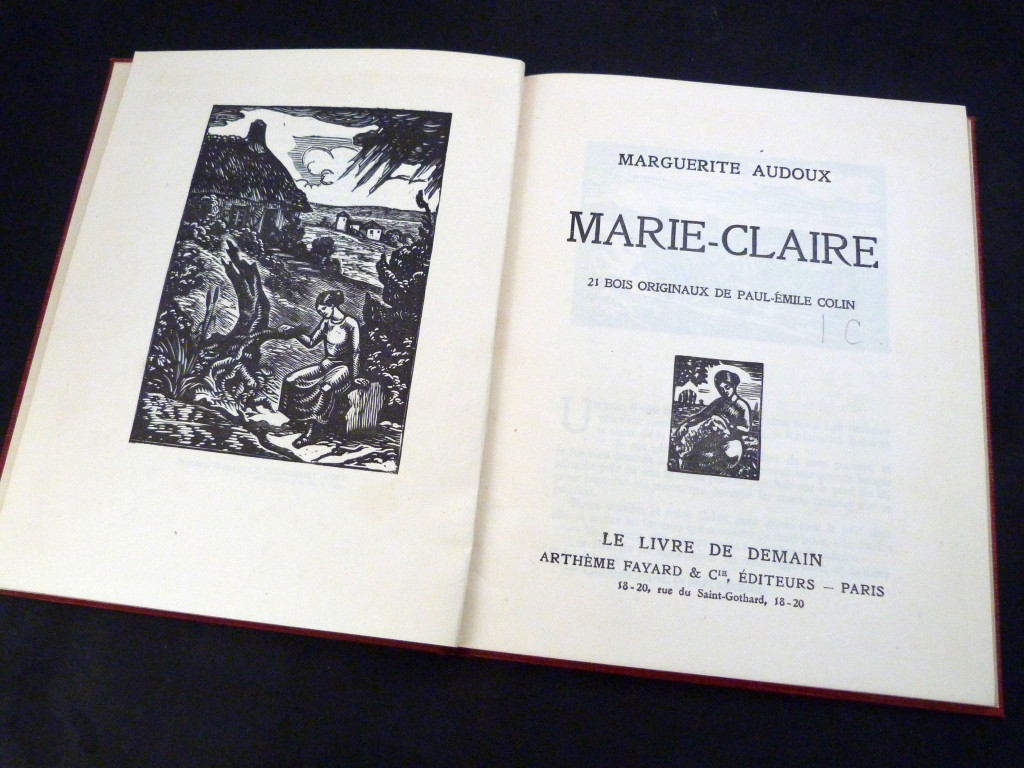 MARGUERITE AUDOUX
MARIE-CLAIRE
21 BOIS ORIGINAUX DE PAUL-ÉMILE COLIN
1 C
LE LIVRE DE DEMAIN
ARTHÈME FAYARD & Cᴵᴱ, ÉDITEURS — PARIS
18-20, rue du Saint-Gothard, 18-20